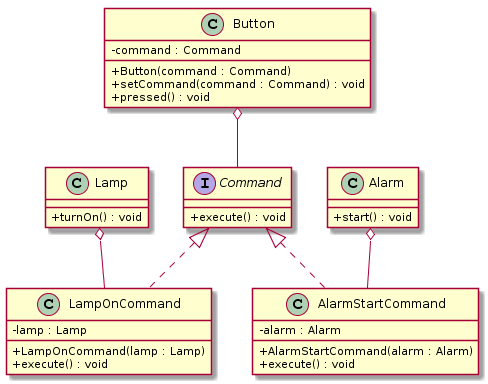 C Button
-command : Command
+Button(command : Command)
+setCommand(command : Command) : void
+pressed() : void
C Lamp
+turnOn() : void
I Command
+execute() : void
C Alarm
+start() : void
C LampOnCommand
-lamp : Lamp
+LampOnCommand(lamp : Lamp)
+execute() : void
C AlarmStartCommand
-alarm : Alarm
+AlarmStartCommand(alarm : Alarm)
+execute() : void